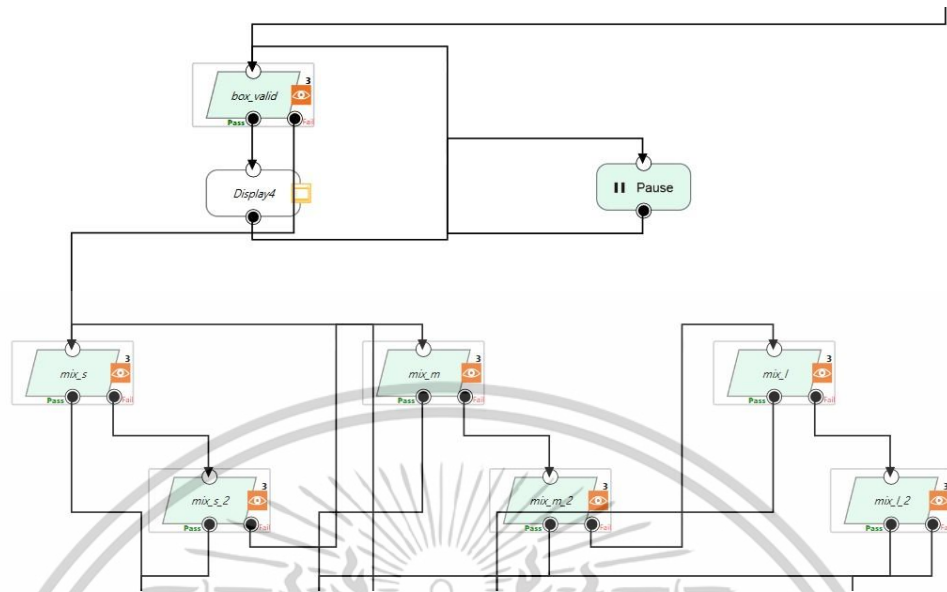 3
box_valid
Pass
Fail
Display4
Pause
3
mix_s
Pass
Fail
3
mix_m
Pass
Fail
3
mix_l
Pass
Fail
3
mix_s_2
Pass
Fail
3
mix_m_2
Pass
Fail
3
mix_l_2
Pass
Fail